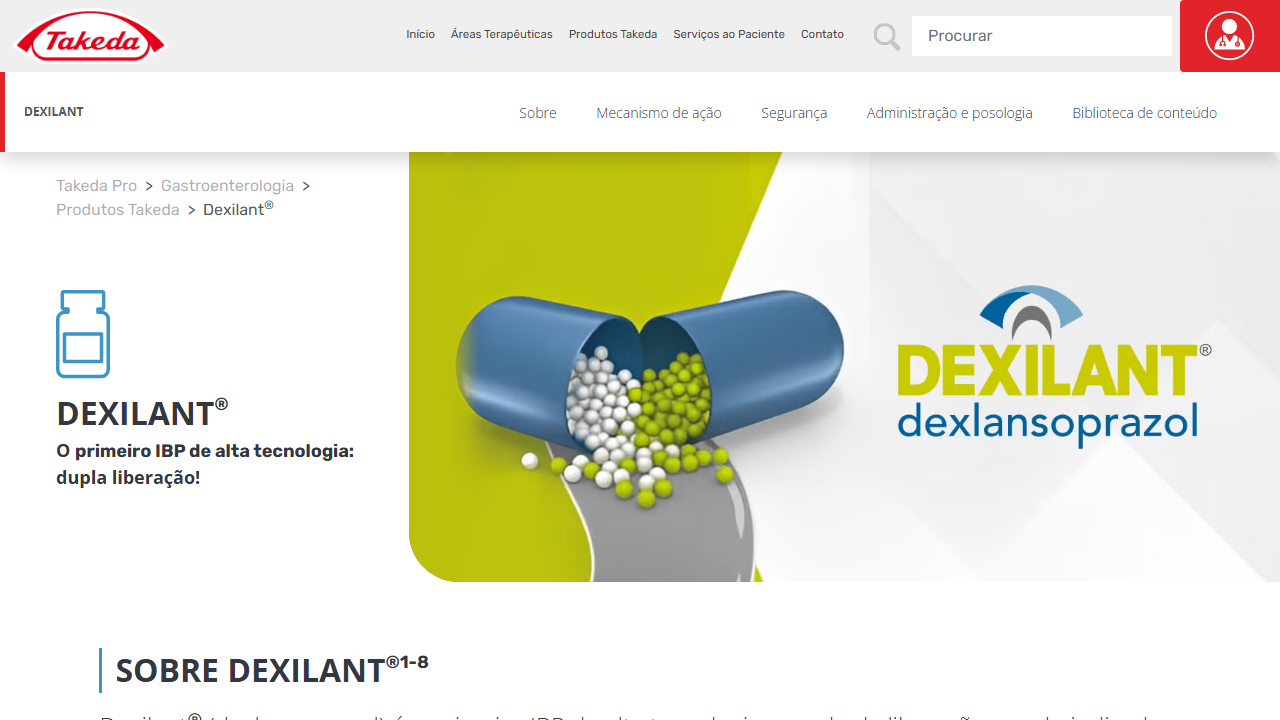 Takeda
Início Áreas Terapêuticas Produtos Takeda Serviços ao Paciente Contato
Procurar
DEXILANT
Sobre Mecanismo de ação Segurança Administração e posologia Biblioteca de conteúdo
Takeda Pro > Gastroenterologia >
Produtos Takeda > Dexilant®
DEXILANT®
O primeiro IBP de alta tecnologia:
dupla liberação!
DEXILANT®
dexlansoprazol
SOBRE DEXILANT®1-8